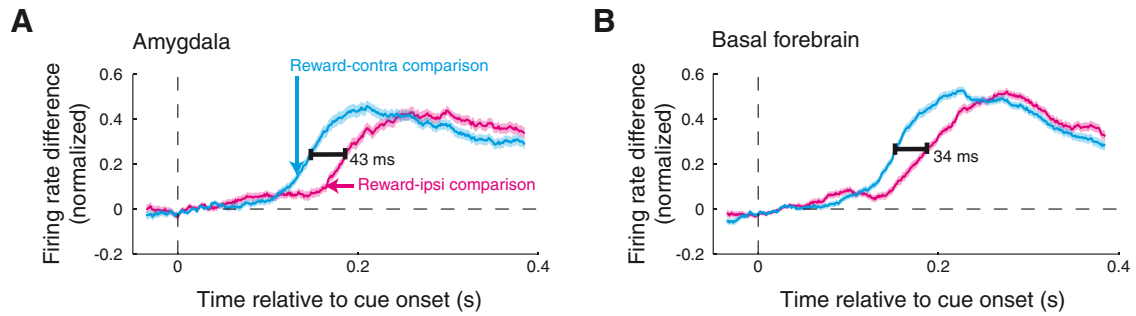 A
Amygdala
Reward-contra comparison
Firing rate difference
(normalized)
0.6
0.4
0.2
0
-0.2
43 ms
Reward-ipsi comparison
0
0.2
0.4
Time relative to cue onset (s)
B
Basal forebrain
Firing rate difference
(normalized)
0.6
0.4
0.2
0
-0.2
34 ms
0
0.2
0.4
Time relative to cue onset (s)